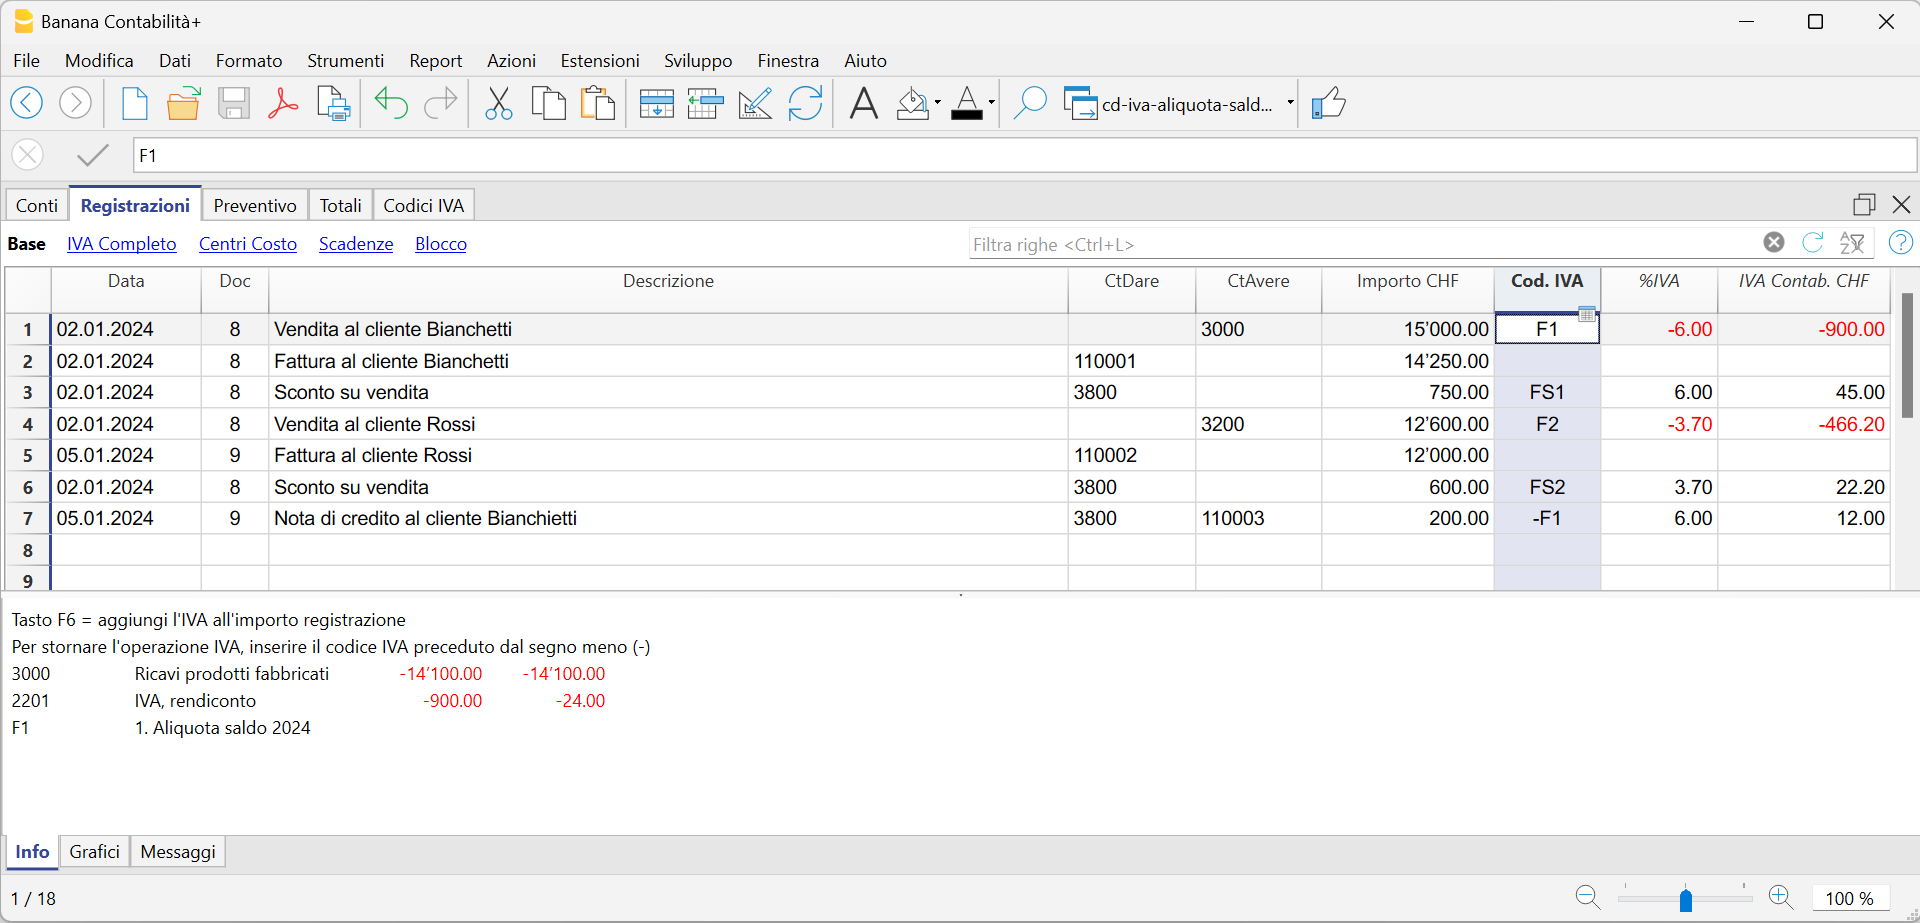 Banana Contabilità+
File Modifica Dati Formato Strumenti Report Azioni Estensioni Sviluppo Finestra Aiuto
cd-iva-aliquota-sald...
F1
Conti Registrazioni Preventivo Totali Codici IVA
Base IVA Completo Centri Costo Scadenze Blocco Filtra righe <Ctrl+L>
Data Doc Descrizione CtDare CtAvere Importo CHF Cod. IVA %IVA IVA Contab. CHF
1 02.01.2024 8 Vendita al cliente Bianchetti 3000 15’000.00 F1 -6.00 -900.00
2 02.01.2024 8 Fattura al cliente Bianchetti 110001 14’250.00
3 02.01.2024 8 Sconto su vendita 3800 750.00 FS1 6.00 45.00
4 02.01.2024 8 Vendita al cliente Rossi 3200 12’600.00 F2 -3.70 -466.20
5 05.01.2024 9 Fattura al cliente Rossi 110002 12’000.00
6 02.01.2024 8 Sconto su vendita 3800 600.00 FS2 3.70 22.20
7 05.01.2024 9 Nota di credito al cliente Bianchietti 3800 110003 200.00 -F1 6.00 12.00
8
9
Tasto F6 = aggiungi l'IVA all'importo registrazione
Per stornare l'operazione IVA, inserire il codice IVA preceduto dal segno meno (-)
3000 Ricavi prodotti fabbricati -14’100.00 -14’100.00
2201 IVA, rendiconto -900.00 -24.00
F1 1. Aliquota saldo 2024
Info Grafici Messaggi
1 / 18 100 %